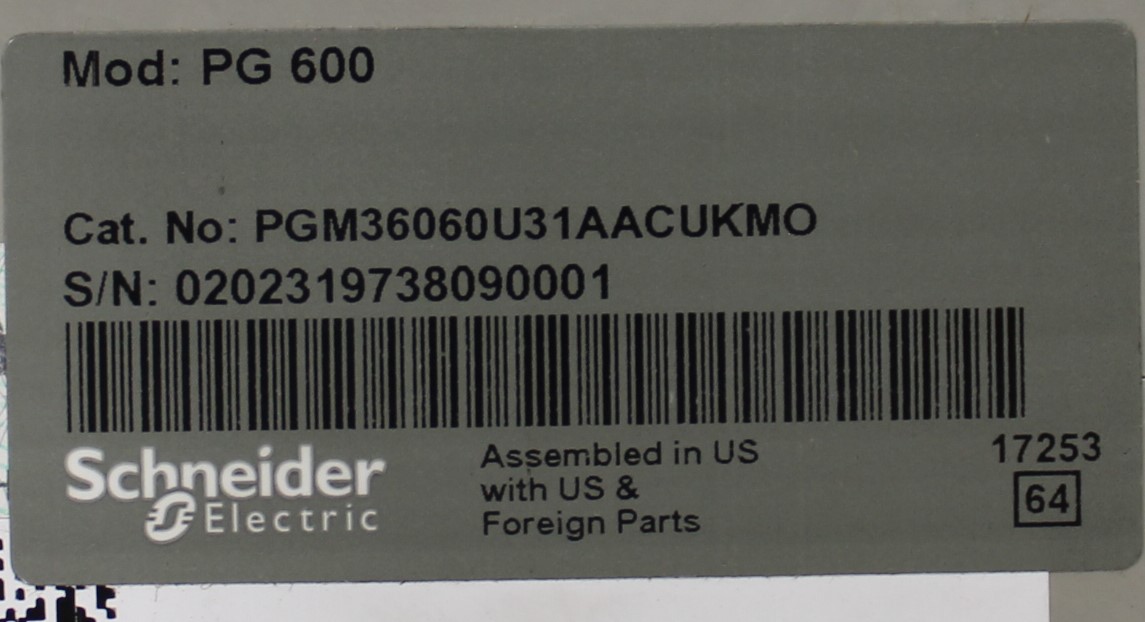 Mod: PG 600
Cat. No: PGM36060U31AACUKMO
S/N: 0202319738090001
Schneider
Electric
Assembled in US
with US &
Foreign Parts
17253
64